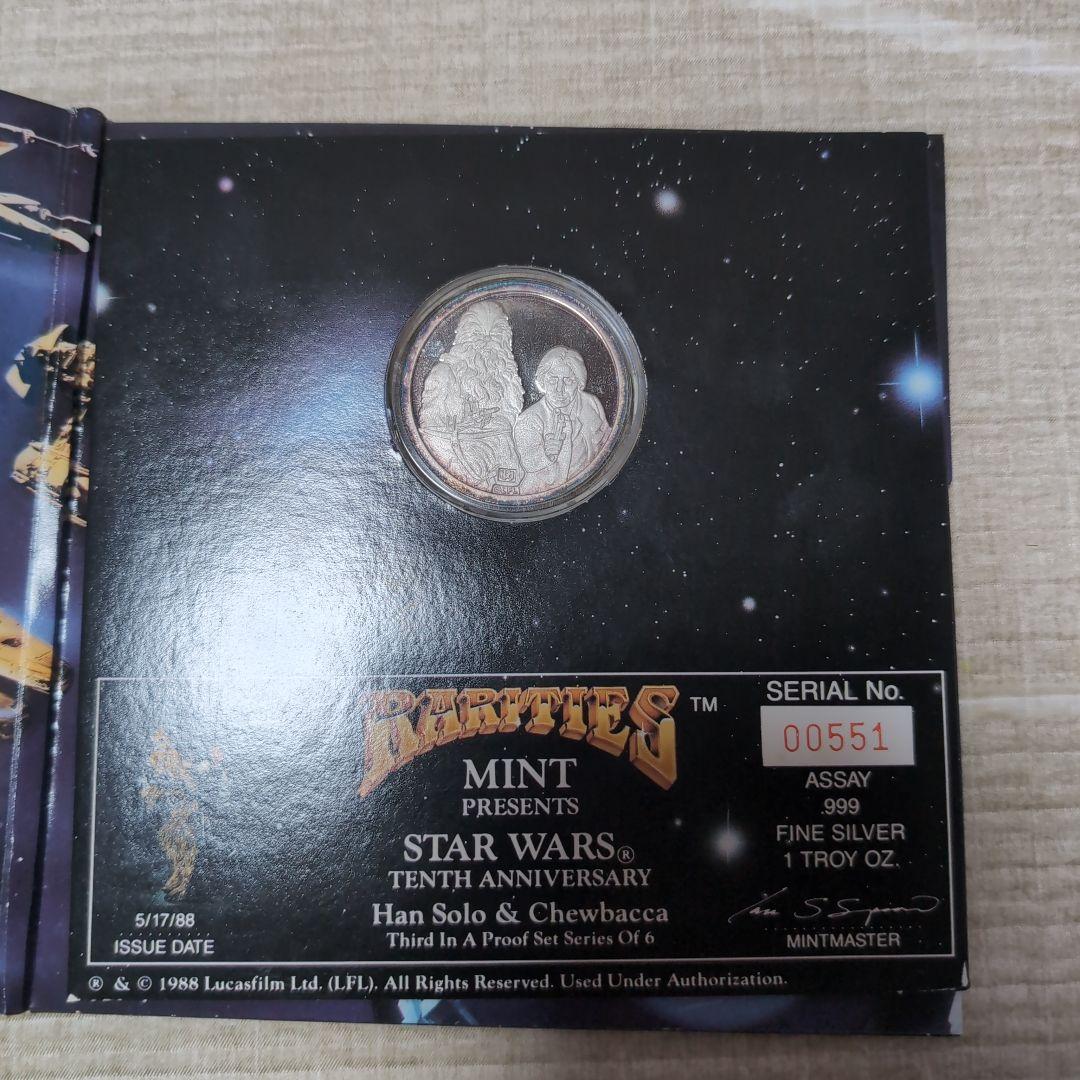 RARITIES™
MINT
PRESENTS
STAR WARS®
TENTH ANNIVERSARY
Han Solo & Chewbacca
Third In A Proof Set Series Of 6
5/17/88
ISSUE DATE
SERIAL No.
00551
ASSAY
.999
FINE SILVER
1 TROY OZ.
MINTMASTER
® & © 1988 Lucasfilm Ltd. (LFL). All Rights Reserved. Used Under Authorization.